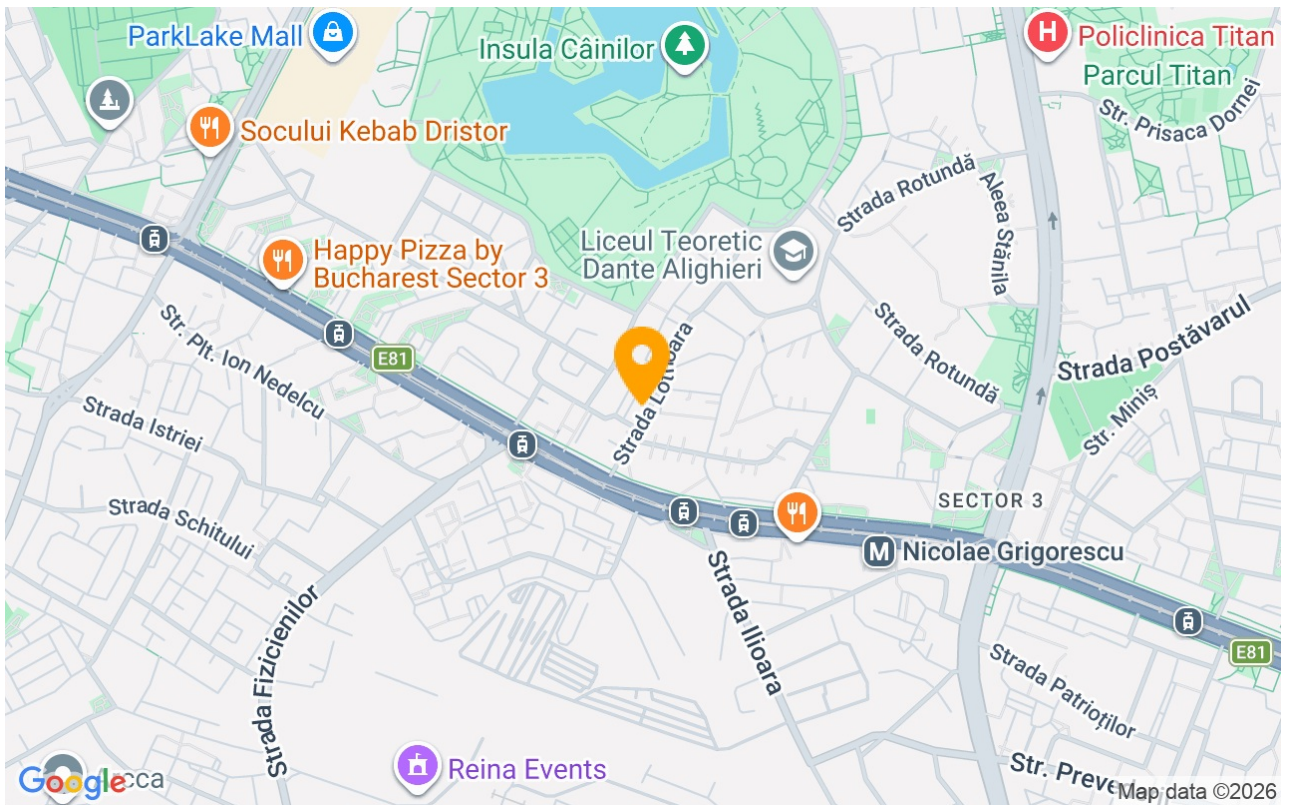 ParkLake Mall
Insula Câinilor
H
Policlinica Titan
Parcul Titan
Str. Prisaca Dornei
Socului Kebab Dristor
Strada Rotundă
Aleea Stănila
Liceul Teoretic
Dante Alighieri
Happy Pizza by
Bucharest Sector 3
Str. Plt. Ion Nedelcu
E81
Strada Rotundă
Strada Postăvarul
Str. Miniș
Strada Istriei
Strada
SECTOR 3
Strada Schitului
M
Nicolae Grigorescu
Strada Ilioara
Strada Fizicienilor
E81
Strada Patrioților
Reina Events
Str.
Google
Map data ©2026